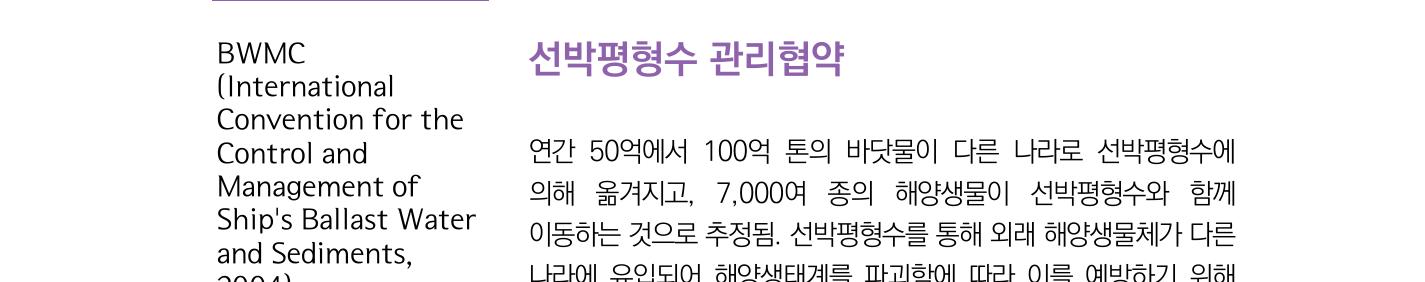 BWMC
(International
Convention for the
Control and
Management of
Ship's Ballast Water
and Sediments,
2004)
선박평형수 관리협약
연간 50억에서 100억 톤의 바닷물이 다른 나라로 선박평형수에
의해 옮겨지고, 7,000여 종의 해양생물이 선박평형수와 함께
이동하는 것으로 추정됨. 선박평형수를 통해 외래 해양생물체가 다른
나라에 유입되어 해양생태계를 파괴함에 따라 이를 예방하기 위해